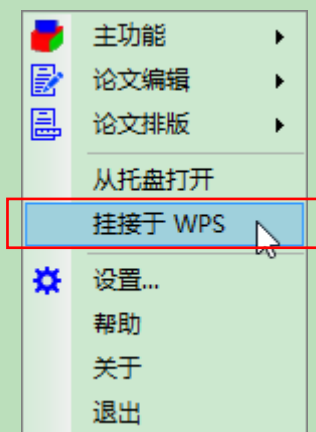 主功能
论文编辑
论文排版
从托盘打开
挂接于 WPS
设置...
帮助
关于
退出